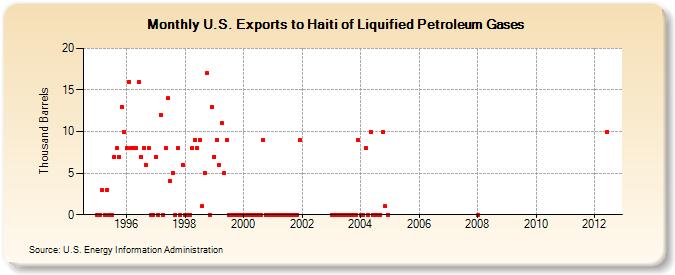 Monthly U.S. Exports to Haiti of Liquified Petroleum Gases
Thousand Barrels
20
15
10
5
0
1996 1998 2000 2002 2004 2006 2008 2010 2012
Source: U.S. Energy Information Administration